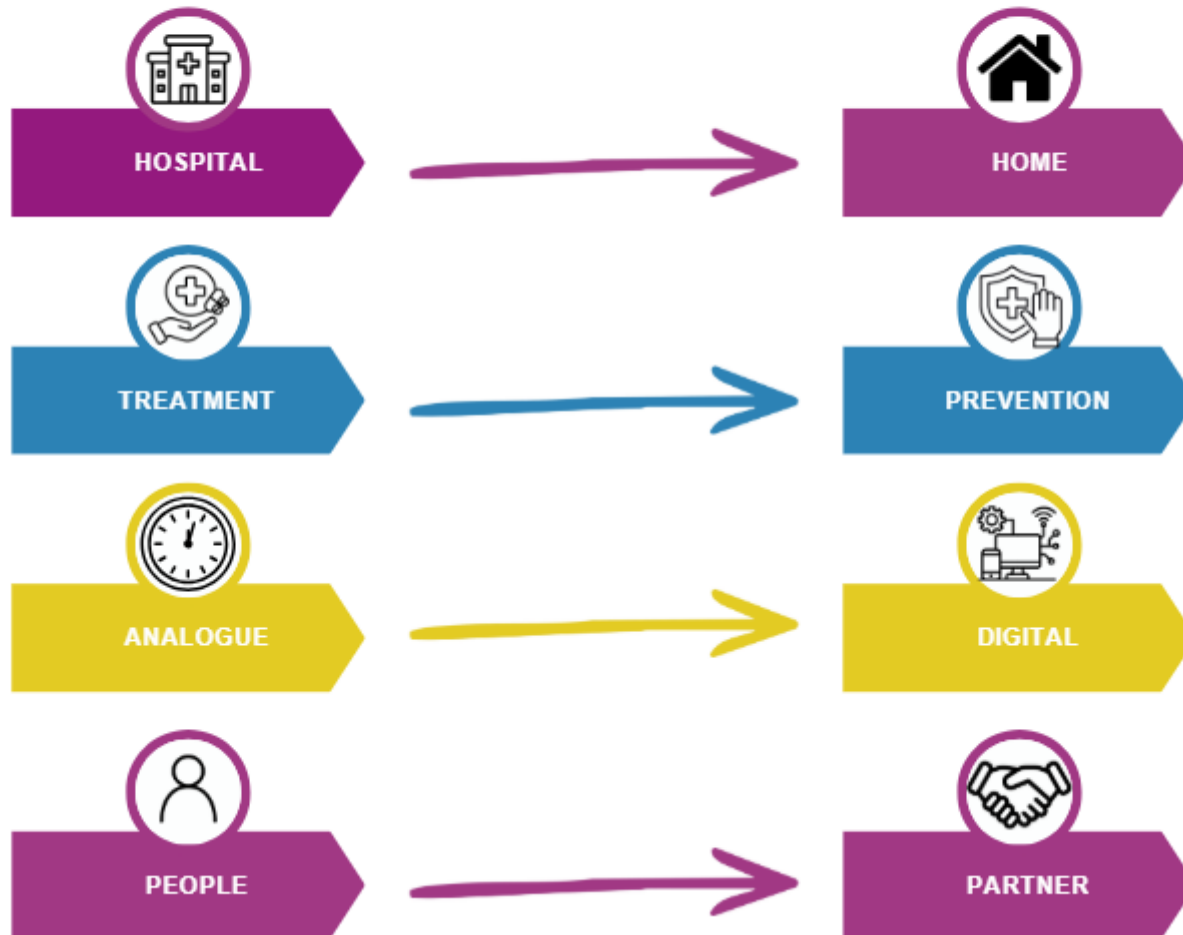 HOSPITAL
HOME
TREATMENT
PREVENTION
ANALOGUE
DIGITAL
PEOPLE
PARTNER